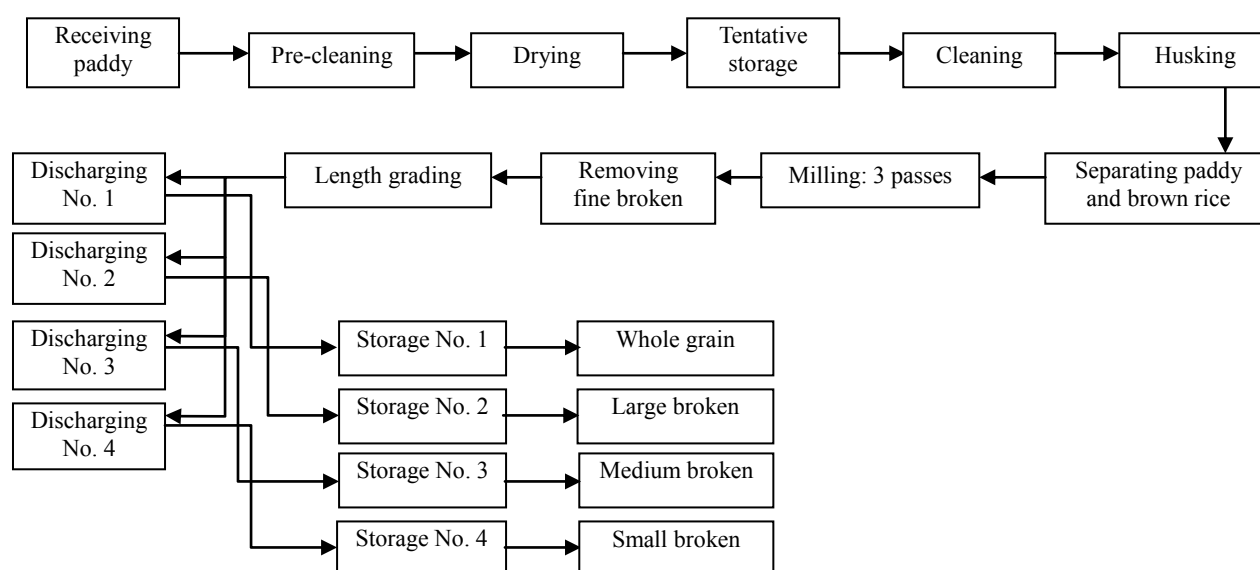 Receiving
paddy
Pre-cleaning
Drying
Tentative
storage
Cleaning
Husking
Discharging
No. 1
Length grading
Removing
fine broken
Milling: 3 passes
Separating paddy
and brown rice
Discharging
No. 2
Discharging
No. 3
Storage No. 1
Whole grain
Discharging
No. 4
Storage No. 2
Large broken
Storage No. 3
Medium broken
Storage No. 4
Small broken